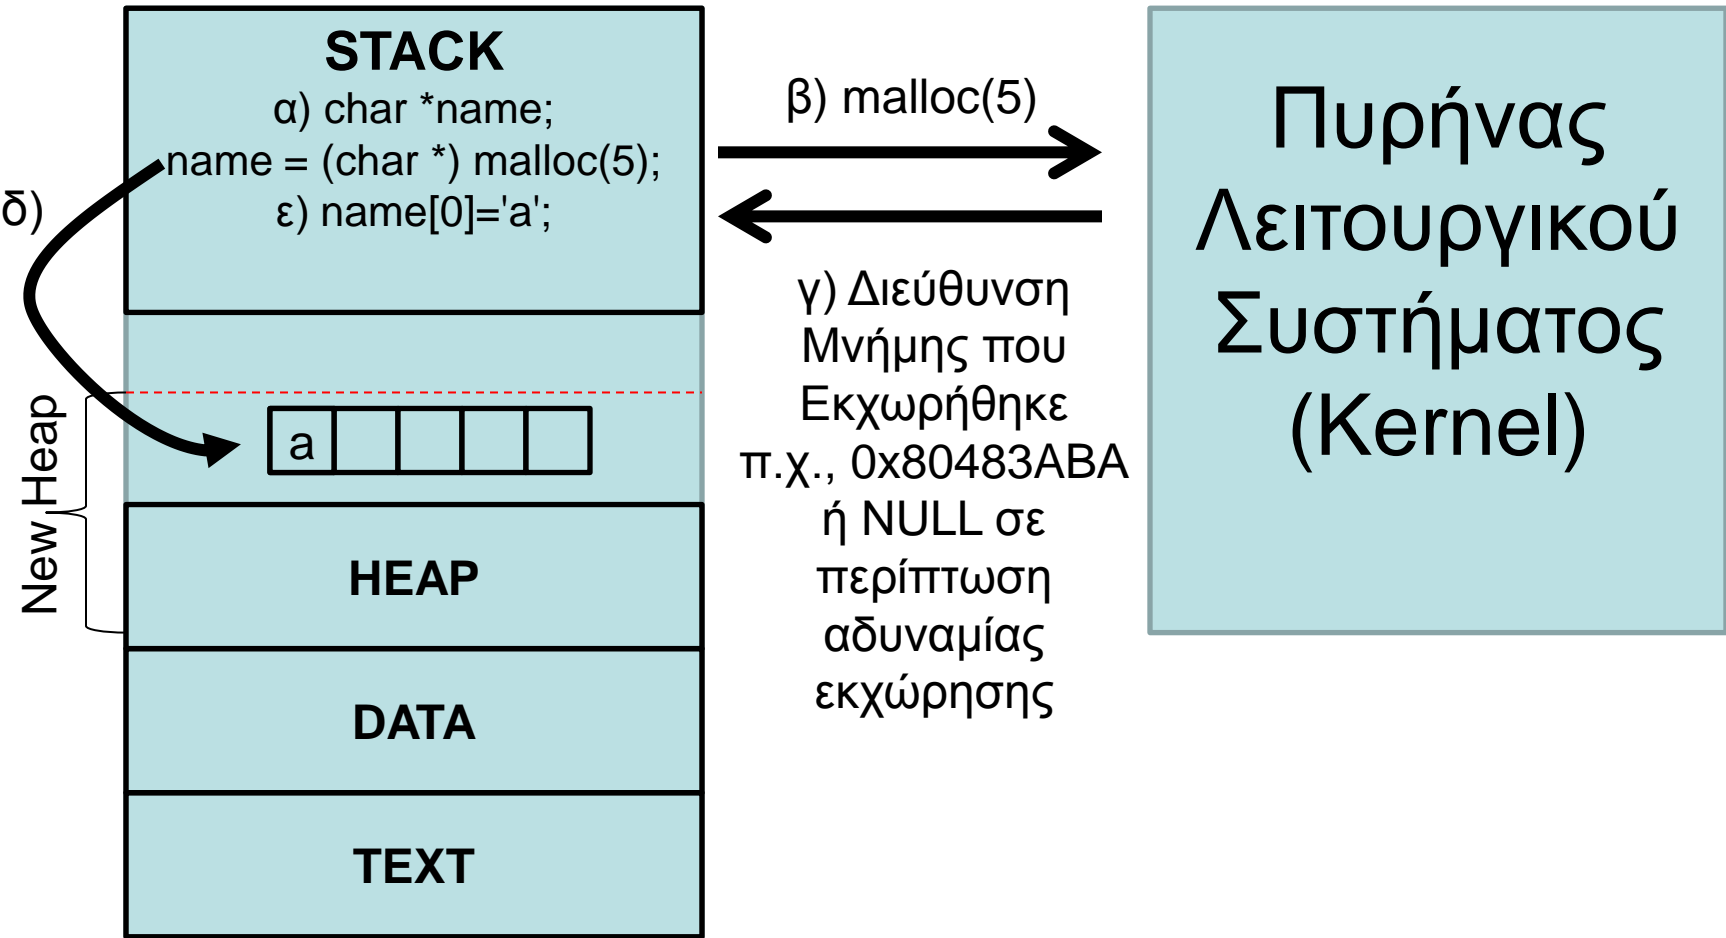 STACK
α) char *name;
name = (char *) malloc(5);
ε) name[0]='a';
δ)
β) malloc(5)
γ) Διεύθυνση
Μνήμης που
Εκχωρήθηκε
π.χ., 0x80483ABA
ή NULL σε
περίπτωση
αδυναμίας
εκχώρησης
Πυρήνας
Λειτουργικού
Συστήματος
(Kernel)
New Heap
a
HEAP
DATA
TEXT